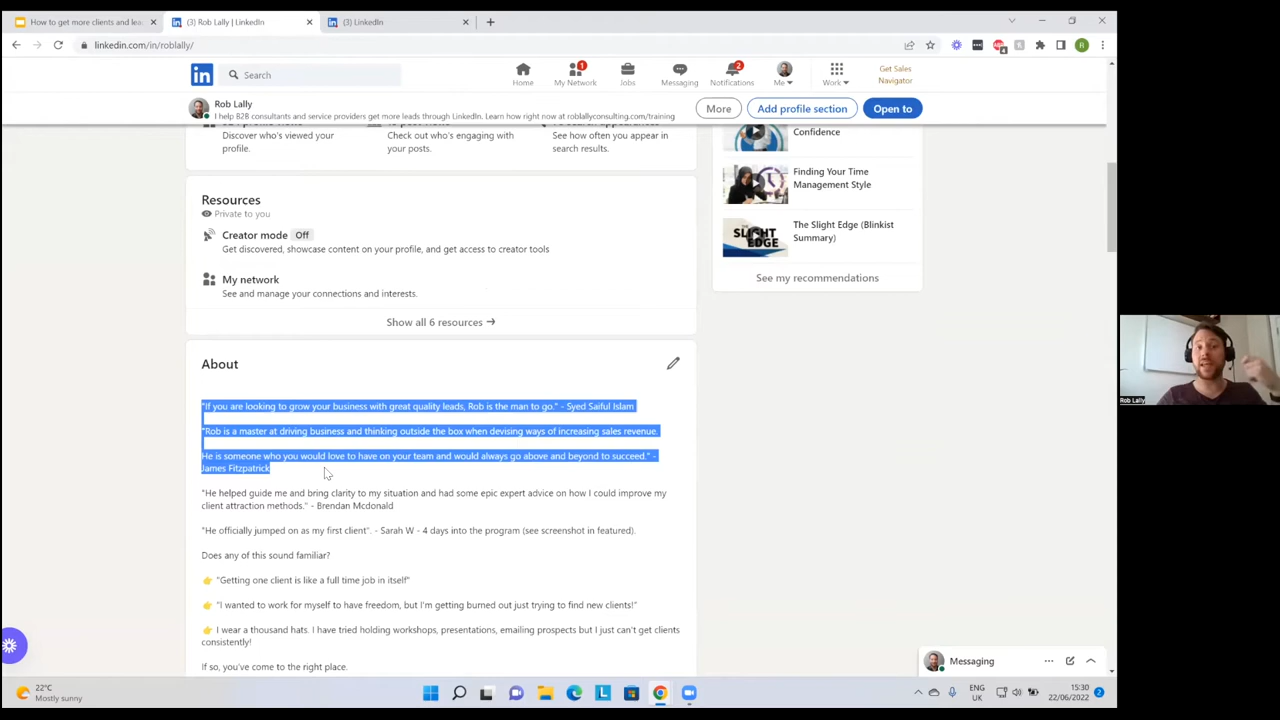 How to get more clients and lea
(3) Rob Lally | LinkedIn
(3) LinkedIn
linkedin.com/in/roblally/
R
in
Search
Home
1
My Network
Jobs
Messaging
2
Notifications
Me
Work
Get Sales
Navigator
Rob Lally
I help B2B consultants and service providers get more leads through LinkedIn. Learn how right now at roblallyconsulting.com/training
More
Add profile section
Open to
Discover who's viewed your
profile.
Check out who's engaging with
your posts.
See how often you appear in
search results.
Resources
Private to you
Creator mode Off
Get discovered, showcase content on your profile, and get access to creator tools
My network
See and manage your connections and interests.
Show all 6 resources →
Confidence
Finding Your Time
Management Style
THE
SLIGHT
EDGE
The Slight Edge (Blinkist
Summary)
See my recommendations
About
"If you are looking to grow your business with great quality leads, Rob is the man to go." - Syed Saiful Islam
"Rob is a master at driving business and thinking outside the box when devising ways of increasing sales revenue.
He is someone who you would love to have on your team and would always go above and beyond to succeed." -
James Fitzpatrick
"He helped guide me and bring clarity to my situation and had some epic expert advice on how I could improve my
client attraction methods." - Brendan Mcdonald
"He officially jumped on as my first client". - Sarah W - 4 days into the program (see screenshot in featured).
Does any of this sound familiar?
👉 "Getting one client is like a full time job in itself"
👉 "I wanted to work for myself to have freedom, but I'm getting burned out just trying to find new clients!"
👉 I wear a thousand hats. I have tried holding workshops, presentations, emailing prospects but I just can't get clients
consistently!
If so, you've come to the right place.
Messaging
Rob Lally
22°C
Mostly sunny
L
ENG
UK
15:30
22/06/2022
2